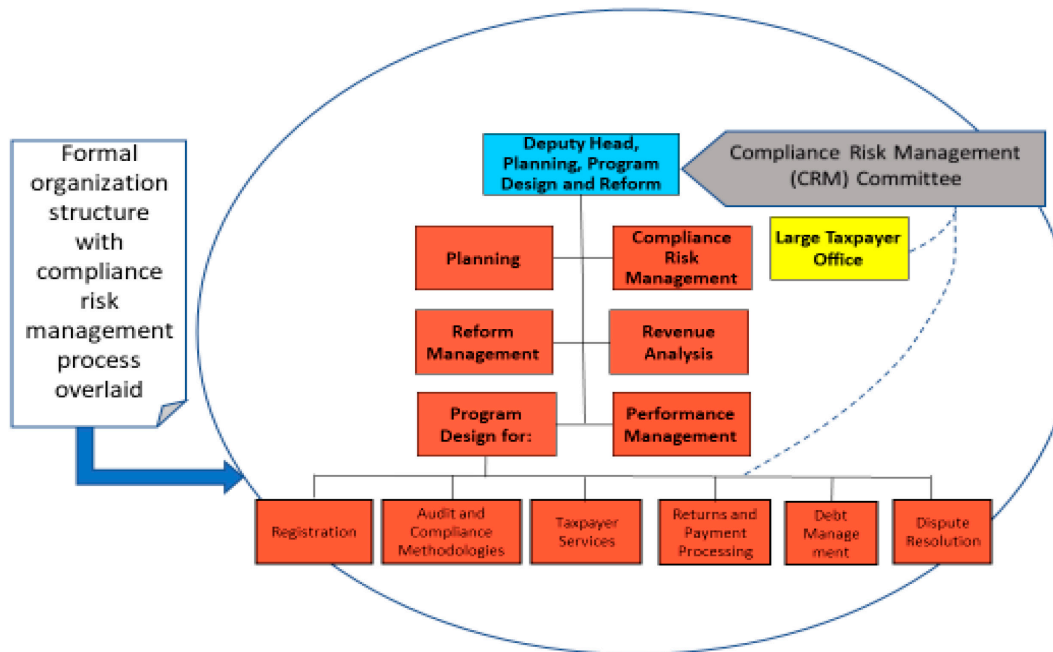 Formal
organization
structure
with
compliance
risk
management
process
overlaid
Deputy Head,
Planning, Program
Design and Reform
Compliance Risk Management
(CRM) Committee
Large Taxpayer
Office
Planning
Compliance
Risk
Management
Reform
Management
Revenue
Analysis
Program
Design for:
Performance
Management
Registration
Audit and
Compliance
Methodologies
Taxpayer
Services
Returns and
Payment
Processing
Debt
Manage
ment
Dispute
Resolution